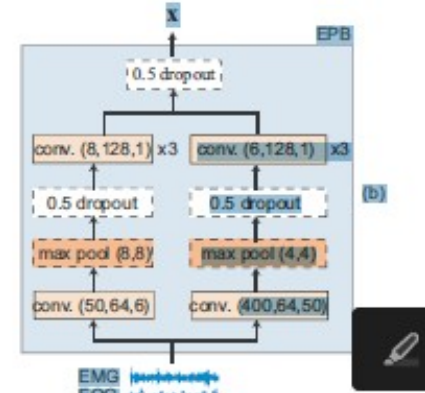 x
EPB
0.5 dropout
conv. (8,128,1) x3
conv. (6,128,1) x3
0.5 dropout
0.5 dropout
(b)
max pool (8,8)
max pool (4,4)
conv. (50,64,6)
conv. (400,64,50)
EMG